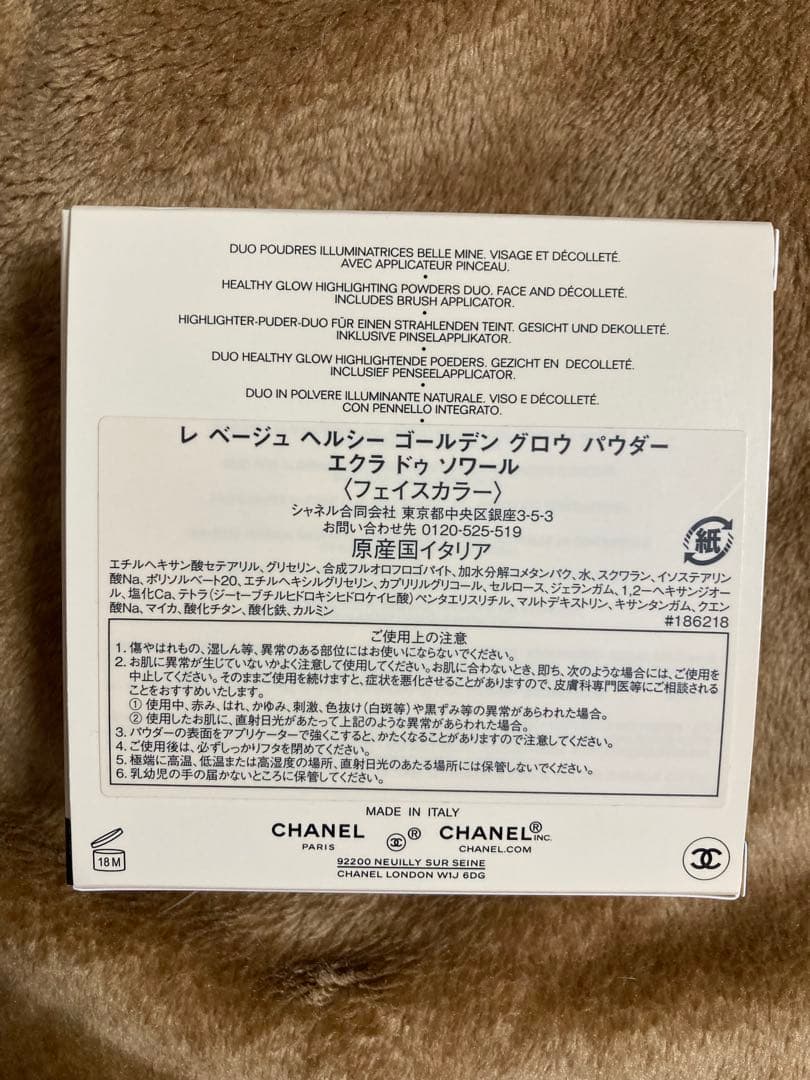 DUO POUDRES ILLUMINATRICES BELLE MINE. VISAGE ET DÉCOLLETÉ.
AVEC APPLICATEUR PINCEAU.
•
HEALTHY GLOW HIGHLIGHTING POWDERS DUO. FACE AND DÉCOLLETÉ.
INCLUDES BRUSH APPLICATOR.
•
HIGHLIGHTER-PUDER-DUO FÜR EINEN STRAHLENDEN TEINT. GESICHT UND DEKOLLETÉ.
INKLUSIVE PINSELAPPLIKATOR.
•
DUO HEALTHY GLOW HIGHLIGHTENDE POEDERS. GEZICHT EN DECOLLETÉ.
INCLUSIEF PENSEELAPPLICATOR.
•
DUO IN POLVERE ILLUMINANTE NATURALE. VISO E DÉCOLLETÉ.
CON PENNELLO INTEGRATO.
•
レ ベージュ ヘルシー ゴールデン グロウ パウダー
エクラ ドゥ ソワール
〈フェイスカラー〉
シャネル合同会社 東京都中央区銀座3-5-3
お問い合わせ先 0120-525-519
原産国イタリア
紙
エチルヘキサン酸セテアリル、グリセリン、合成フルオロフロゴパイト、加水分解コメタンパク、水、スクワラン、イソステアリン
酸Na、ポリソルベート20、エチルヘキシルグリセリン、カプリリルグリコール、セルロース、ジェランガム、1,2-ヘキサンジオー
ル、塩化Ca、テトラ(ジ-t-ブチルヒドロキシヒドロケイヒ酸)ペンタエリスリチル、マルトデキストリン、キサンタンガム、クエン
酸Na、マイカ、酸化チタン、酸化鉄、カルミン
#186218
ご使用上の注意
1. 傷やはれもの、湿しん等、異常のある部位にはお使いにならないでください。
2. お肌に異常が生じていないかよく注意して使用してください。お肌に合わないとき、即ち、次のような場合には、ご使用を
中止してください。そのままご使用を続けますと、症状を悪化させることがありますので、皮膚科専門医等にご相談される
ことをおすすめいたします。
① 使用中、赤み、はれ、かゆみ、刺激、色抜け(白斑等)や黒ずみ等の異常があらわれた場合。
② 使用したお肌に、直射日光があたって上記のような異常があらわれた場合。
3. パウダーの表面をアプリケーターで強くこすると、かたくなることがありますので注意してください。
4. ご使用後は、必ずしっかりフタを閉めてください。
5. 極端に高温、低温または高湿度の場所、直射日光のあたる場所には保管しないでください。
6. 乳幼児の手の届かないところに保管してください。
MADE IN ITALY
CHANEL
PARIS
®
CHANEL® INC.
CHANEL.COM
92200 NEUILLY SUR SEINE
CHANEL LONDON W1J 6DG
18 M